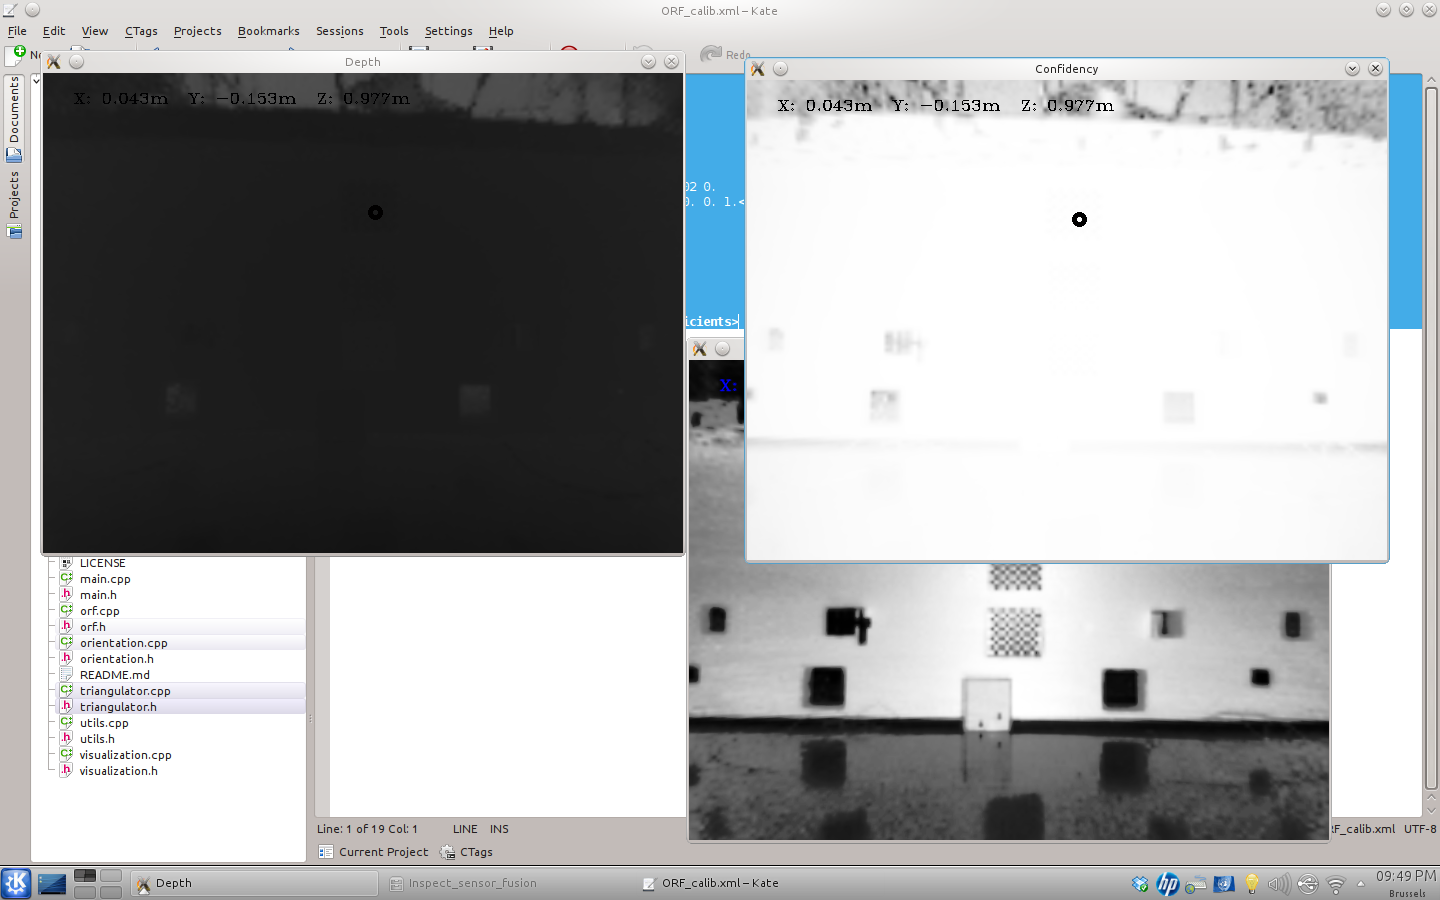 ORF_calib.xml – Kate
File Edit View CTags Projects Bookmarks Sessions Tools Settings Help
Redo
Documents
Projects
Depth
X: 0.043m Y: −0.153m Z: 0.977m
Confidency
X: 0.043m Y: −0.153m Z: 0.977m
02 0.
0. 0. 1.<
icients>
X:
LICENSE
main.cpp
main.h
orf.cpp
orf.h
orientation.cpp
orientation.h
README.md
triangulator.cpp
triangulator.h
utils.cpp
utils.h
visualization.cpp
visualization.h
Line: 1 of 19 Col: 1 LINE INS
RF_calib.xml UTF-8
Current Project CTags
Depth
Inspect_sensor_fusion
ORF_calib.xml – Kate
hp
09:49 PM
Brussels